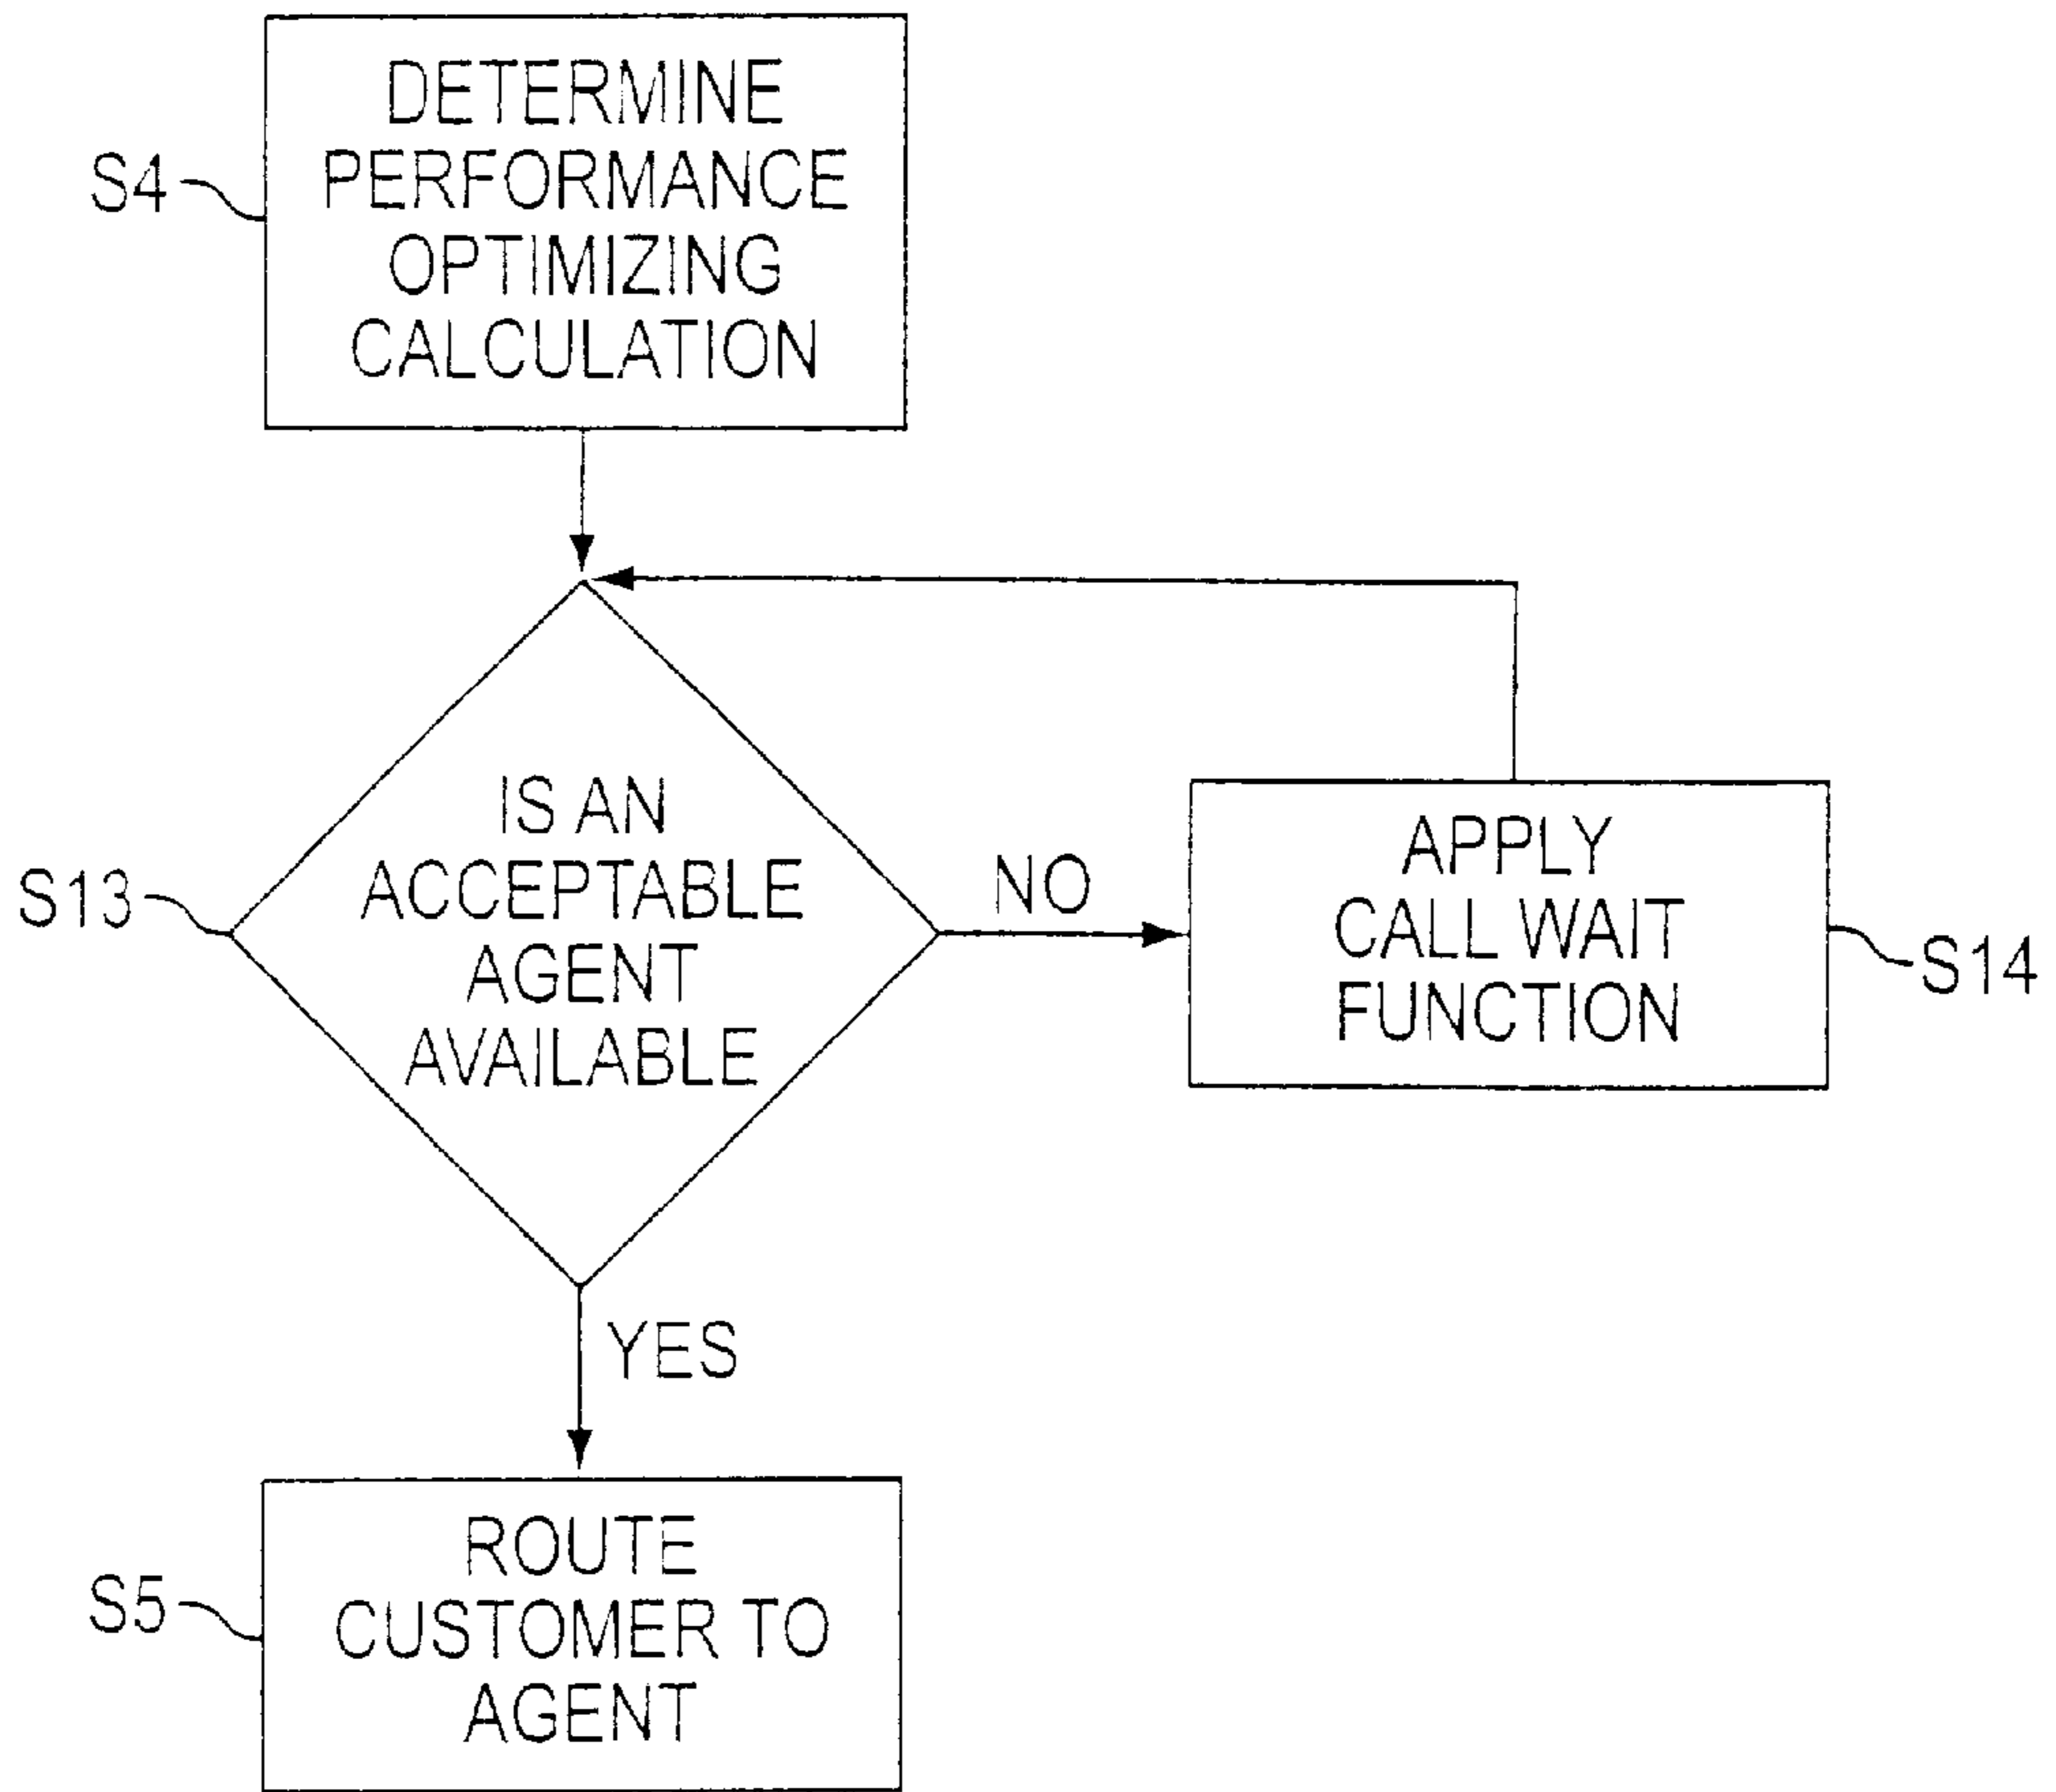 DETERMINE
PERFORMANCE
OPTIMIZING
CALCULATION
S4
IS AN
ACCEPTABLE
AGENT
AVAILABLE
S13
NO
APPLY
CALL WAIT
FUNCTION
S14
YES
ROUTE
CUSTOMER TO
AGENT
S5